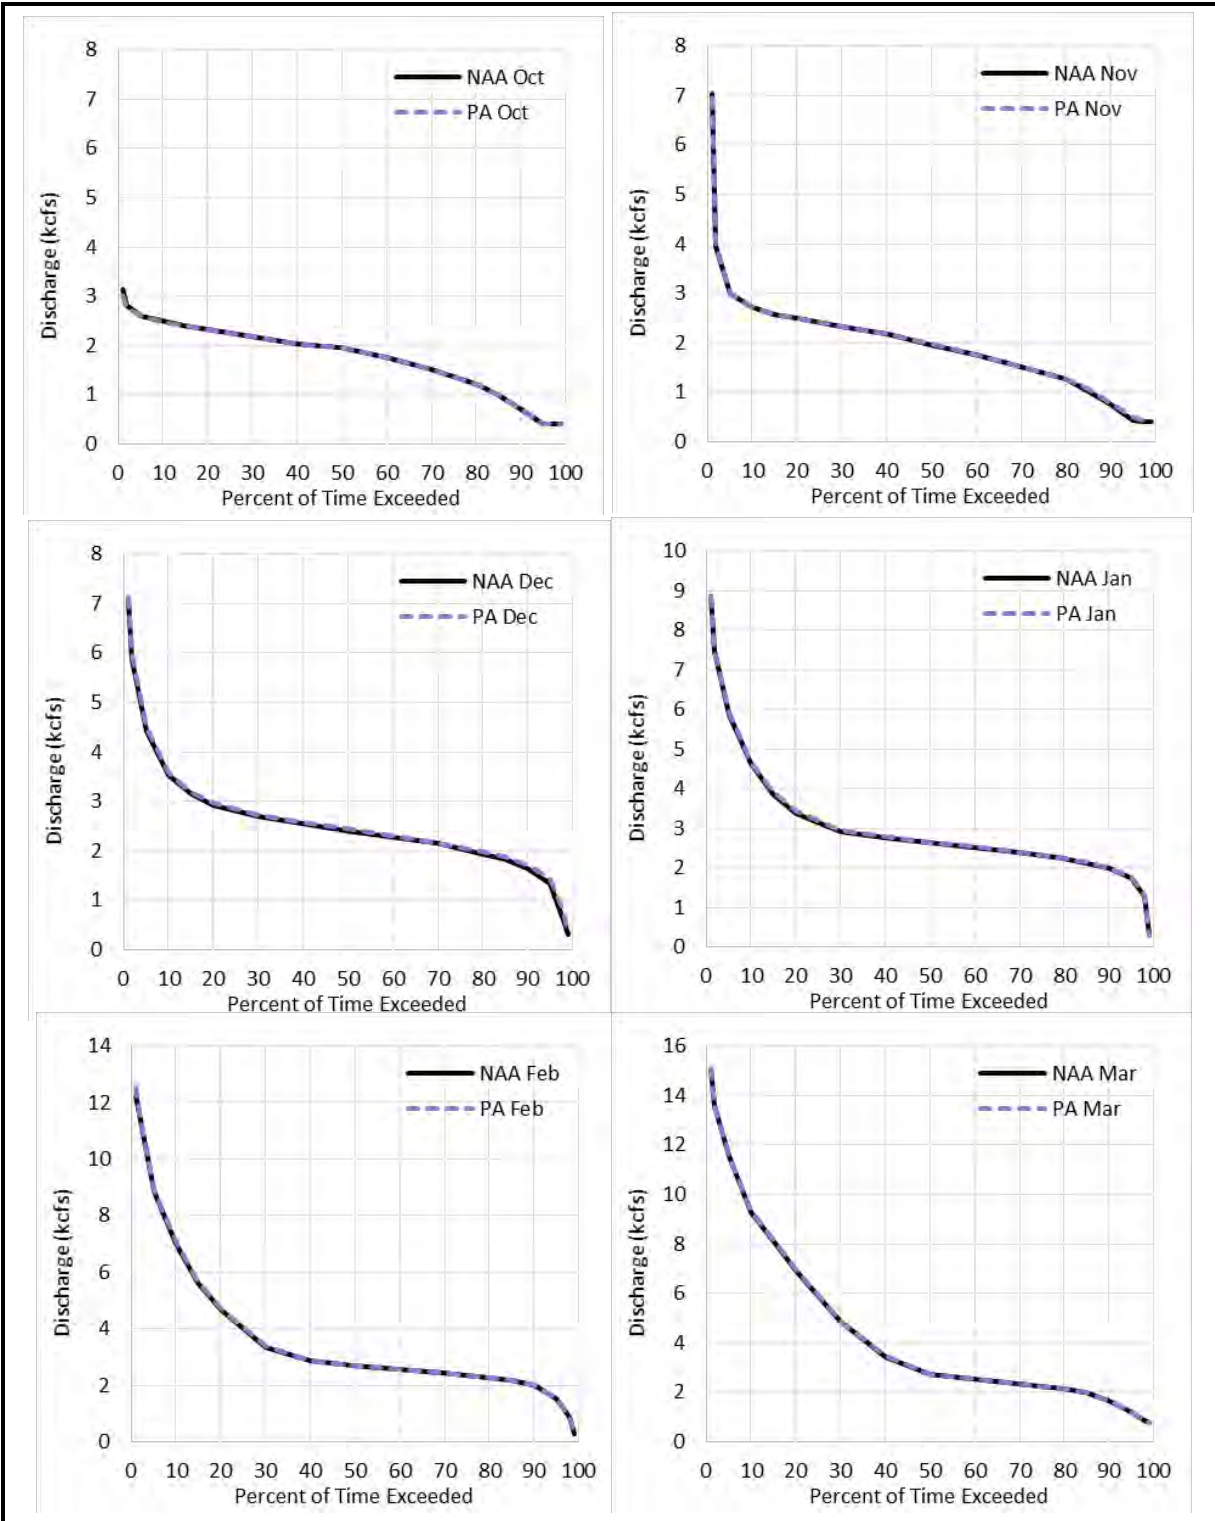 8
7
6
5
4
3
2
1
0
Discharge (kcfs)
NAA Oct
PA Oct
0 10 20 30 40 50 60 70 80 90 100
Percent of Time Exceeded
8
7
6
5
4
3
2
1
0
Discharge (kcfs)
NAA Nov
PA Nov
0 10 20 30 40 50 60 70 80 90 100
Percent of Time Exceeded
8
7
6
5
4
3
2
1
0
Discharge (kcfs)
NAA Dec
PA Dec
0 10 20 30 40 50 60 70 80 90 100
Percent of Time Exceeded
10
9
8
7
6
5
4
3
2
1
0
Discharge (kcfs)
NAA Jan
PA Jan
0 10 20 30 40 50 60 70 80 90 100
Percent of Time Exceeded
14
12
10
8
6
4
2
0
Discharge (kcfs)
NAA Feb
PA Feb
0 10 20 30 40 50 60 70 80 90 100
Percent of Time Exceeded
16
14
12
10
8
6
4
2
0
Discharge (kcfs)
NAA Mar
PA Mar
0 10 20 30 40 50 60 70 80 90 100
Percent of Time Exceeded